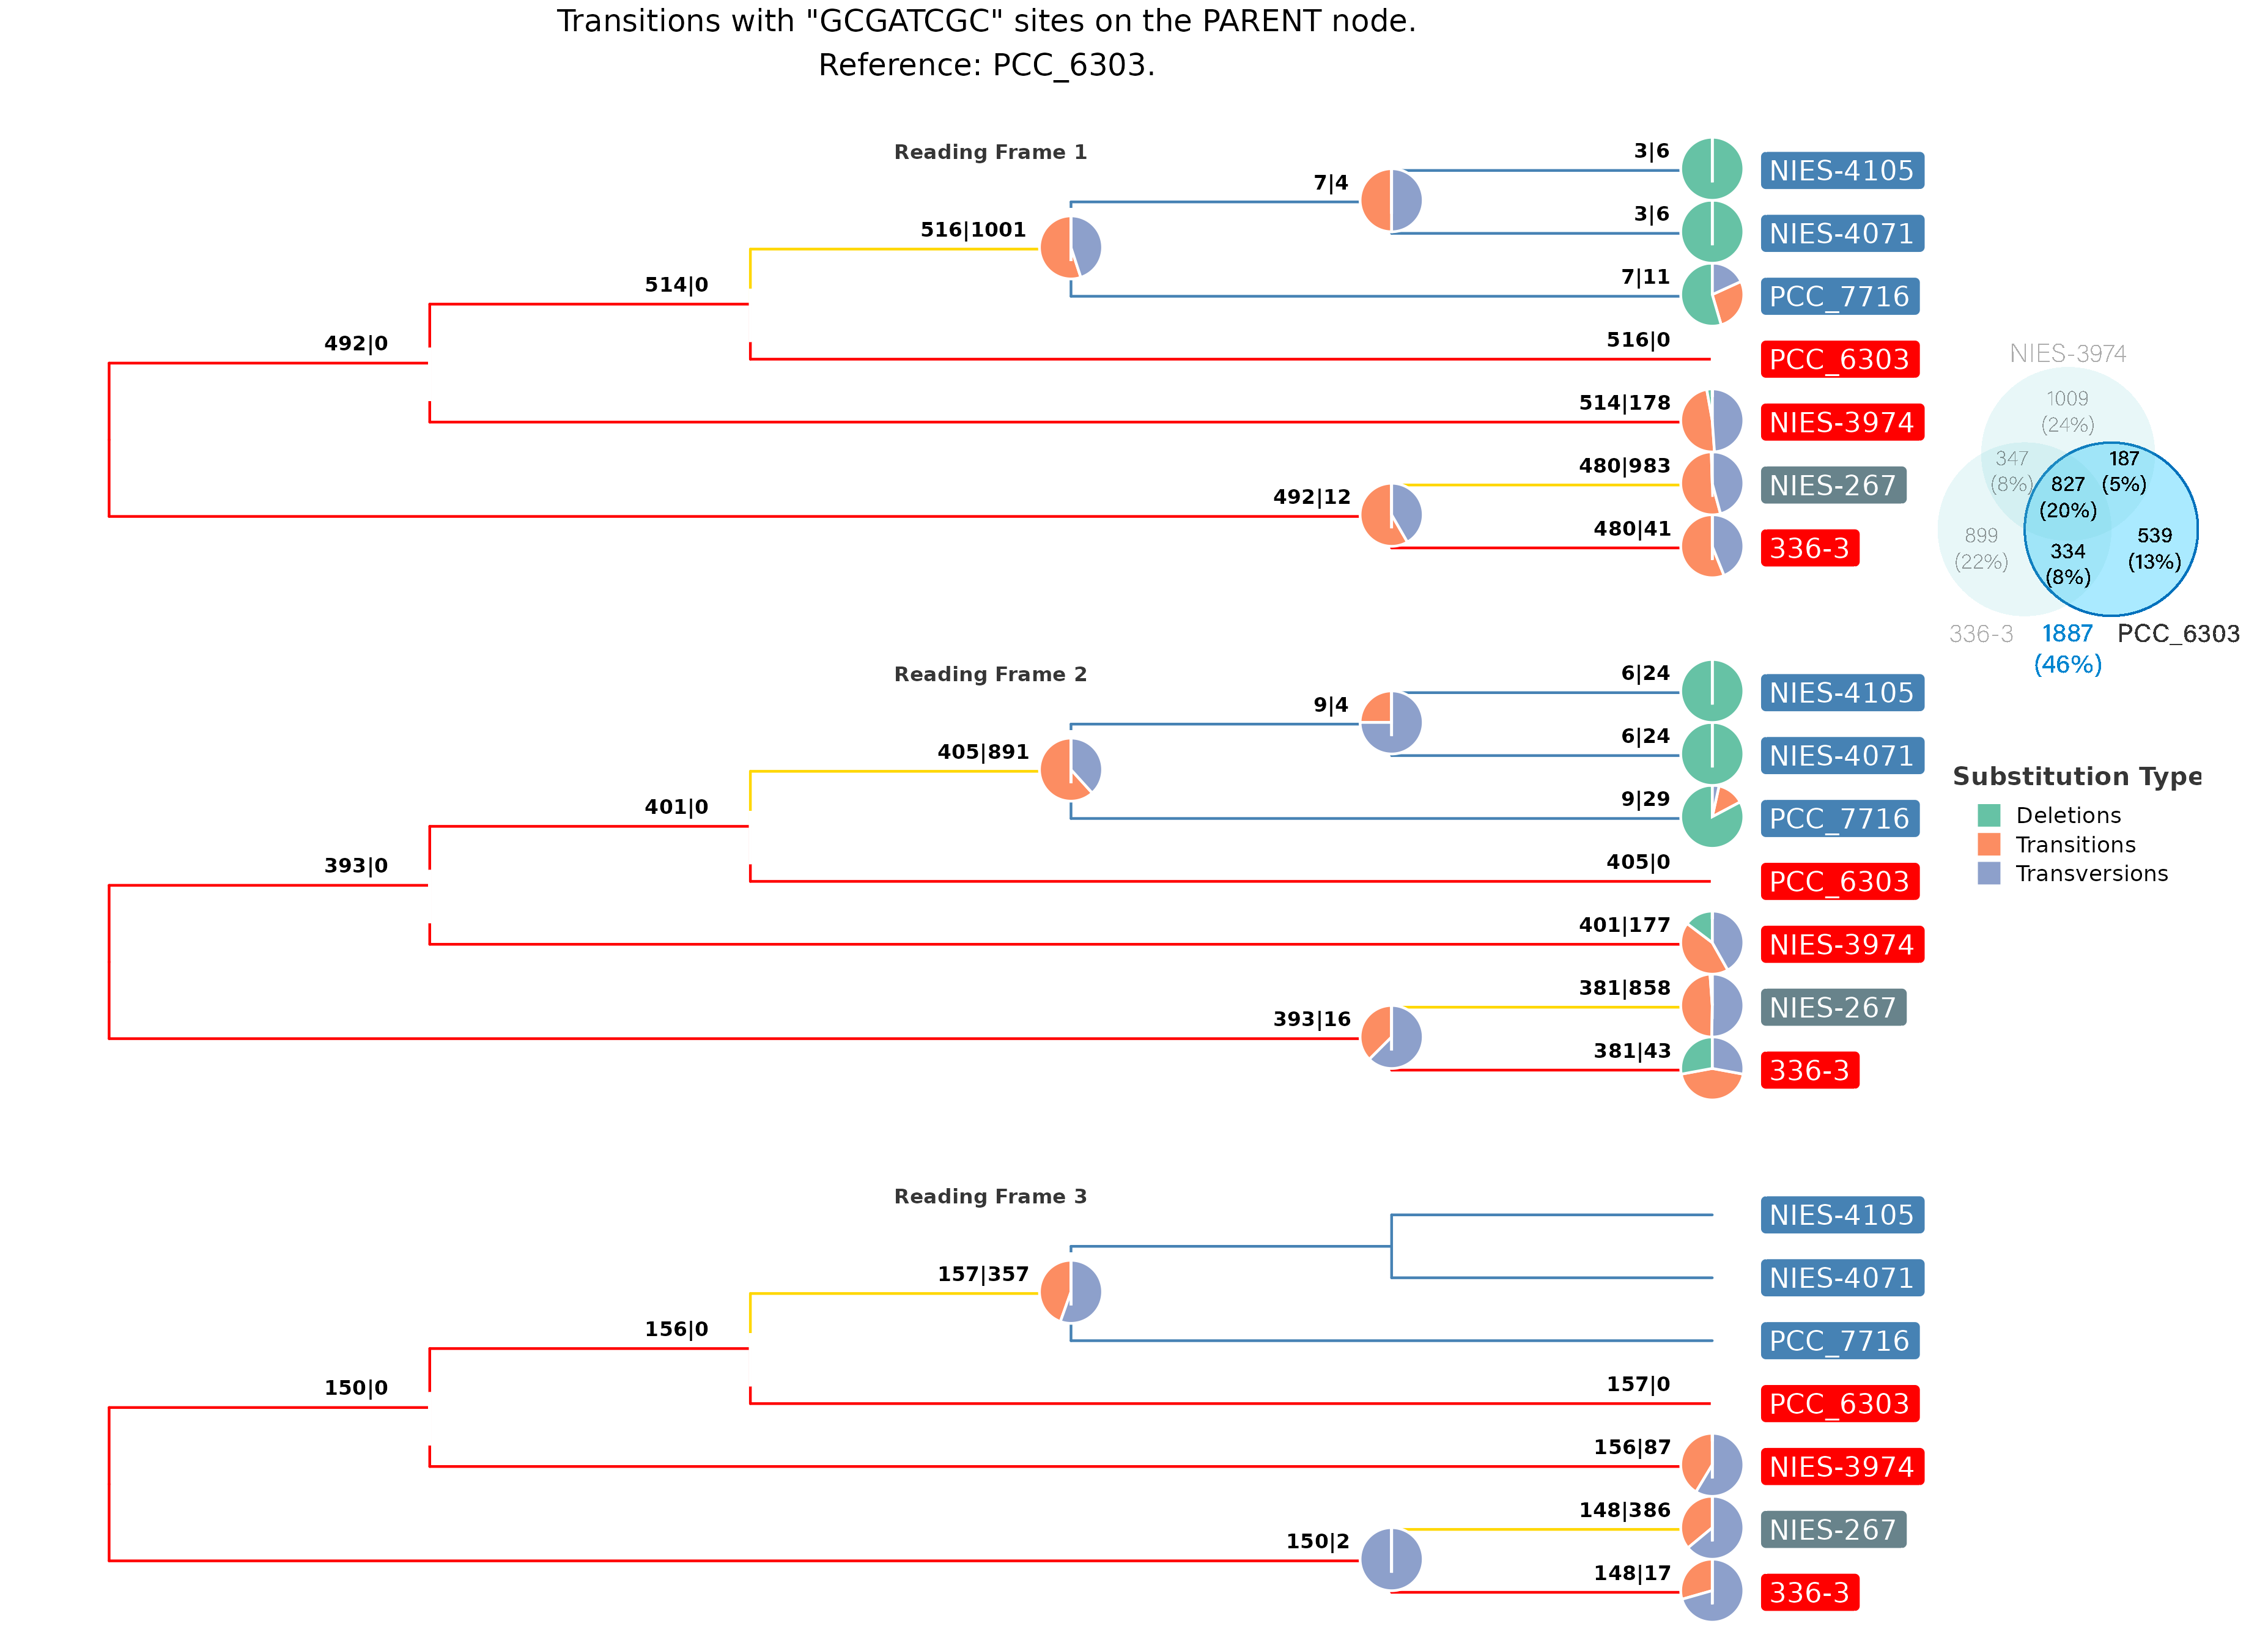 Transitions with "GCGATCGC" sites on the PARENT node.
Reference: PCC_6303.
Reading Frame 1
3|6
NIES-4105
7|4
3|6
NIES-4071
516|1001
7|11
PCC_7716
514|0
516|0
PCC_6303
492|0
514|178
NIES-3974
480|983
NIES-267
492|12
480|41
336-3
NIES-3974
1009
(24%)
347
(8%)
187
(5%)
827
(20%)
899
(22%)
539
(13%)
334
(8%)
336-3
1887
(46%)
PCC_6303
Reading Frame 2
6|24
NIES-4105
9|4
6|24
NIES-4071
405|891
9|29
PCC_7716
401|0
405|0
PCC_6303
393|0
401|177
NIES-3974
381|858
NIES-267
393|16
381|43
336-3
Substitution Type
Deletions
Transitions
Transversions
Reading Frame 3
NIES-4105
NIES-4071
157|357
PCC_7716
156|0
157|0
PCC_6303
150|0
156|87
NIES-3974
148|386
NIES-267
150|2
148|17
336-3